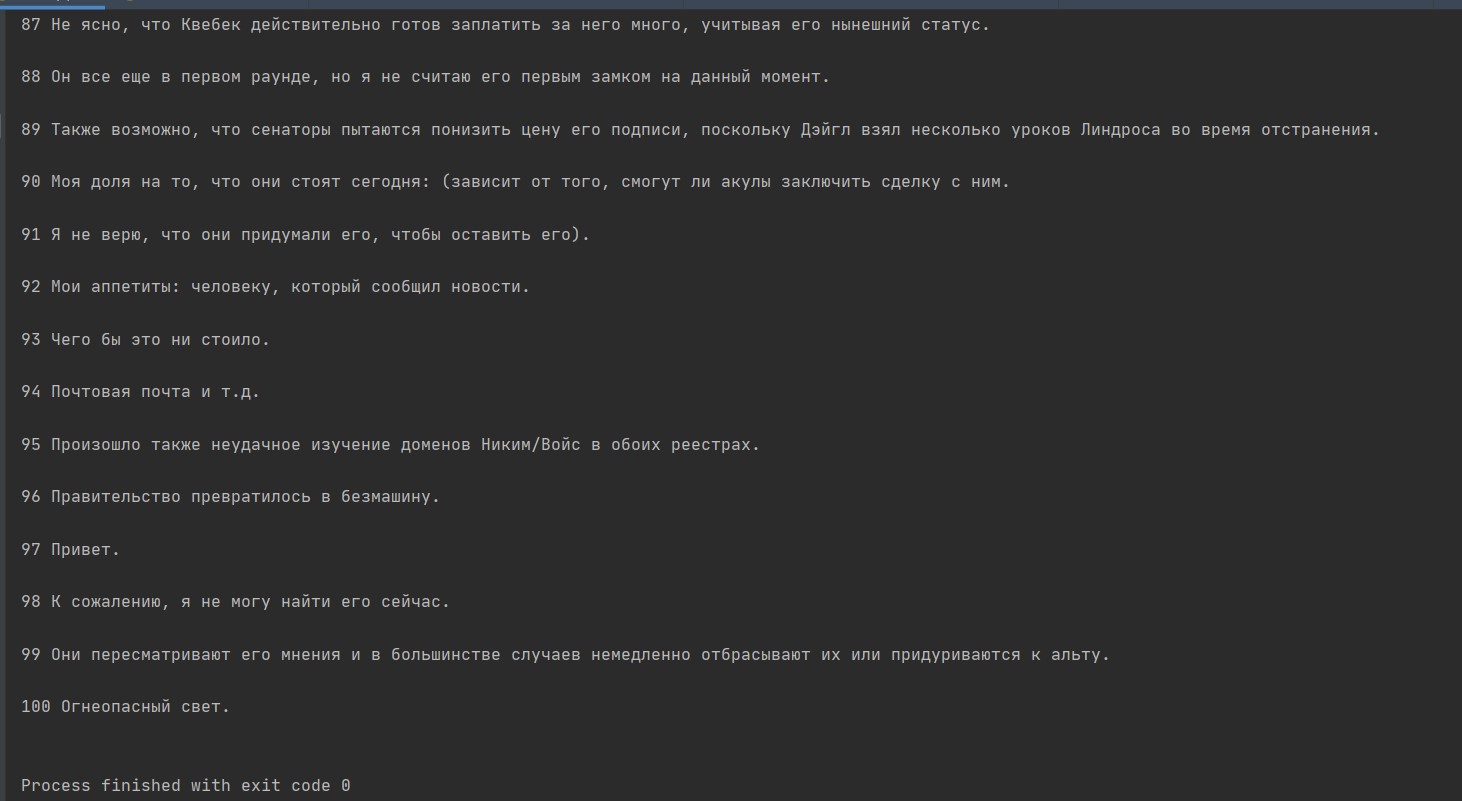 87 Не ясно, что Квебек действительно готов заплатить за него много, учитывая его нынешний статус.
88 Он все еще в первом раунде, но я не считаю его первым замком на данный момент.
89 Также возможно, что сенаторы пытаются понизить цену его подписи, поскольку Дэйгл взял несколько уроков Линдроса во время отстранения.
90 Моя доля на то, что они стоят сегодня: (зависит от того, смогут ли акулы заключить сделку с ним.
91 Я не верю, что они придумали его, чтобы оставить его).
92 Мои аппетиты: человеку, который сообщил новости.
93 Чего бы это ни стоило.
94 Почтовая почта и т.д.
95 Произошло также неудачное изучение доменов Никим/Войс в обоих реестрах.
96 Правительство превратилось в безмашину.
97 Привет.
98 К сожалению, я не могу найти его сейчас.
99 Они пересматривают его мнения и в большинстве случаев немедленно отбрасывают их или придуриваются к альту.
100 Огнеопасный свет.
Process finished with exit code 0